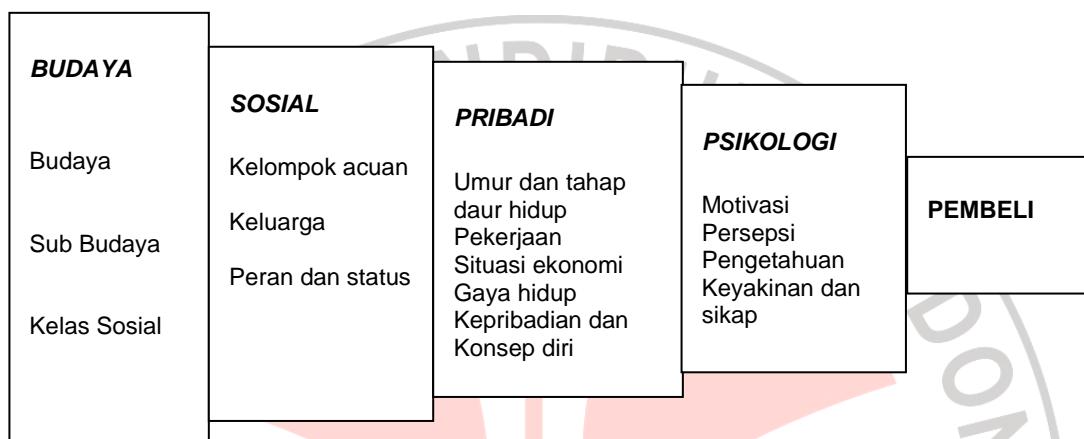 BUDAYA
Budaya
Sub Budaya
Kelas Sosial
SOSIAL
Kelompok acuan
Keluarga
Peran dan status
PRIBADI
Umur dan tahap
daur hidup
Pekerjaan
Situasi ekonomi
Gaya hidup
Kepribadian dan
Konsep diri
PSIKOLOGI
Motivasi
Persepsi
Pengetahuan
Keyakinan dan
sikap
PEMBELI